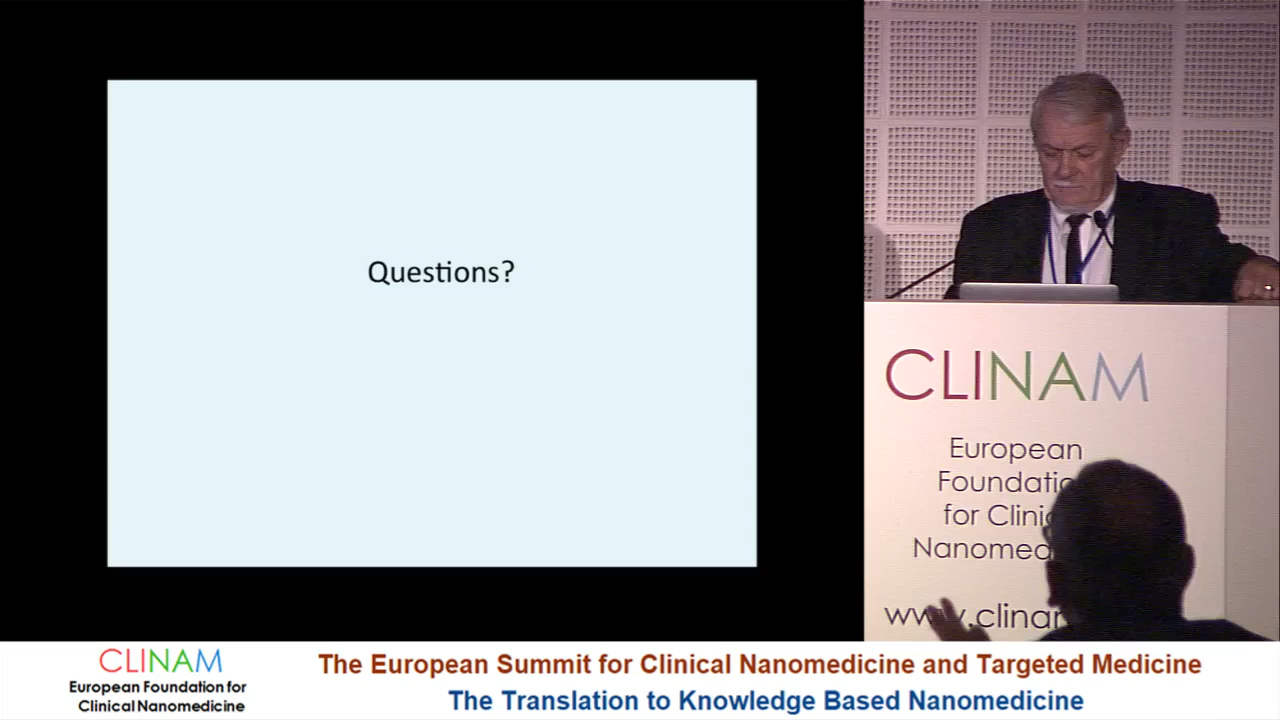 Questions?
CLINAM
European
Foundatio
for Clinic
Nanomed
www.clina
CLINAM
European Foundation for
Clinical Nanomedicine
The European Summit for Clinical Nanomedicine and Targeted Medicine
The Translation to Knowledge Based Nanomedicine